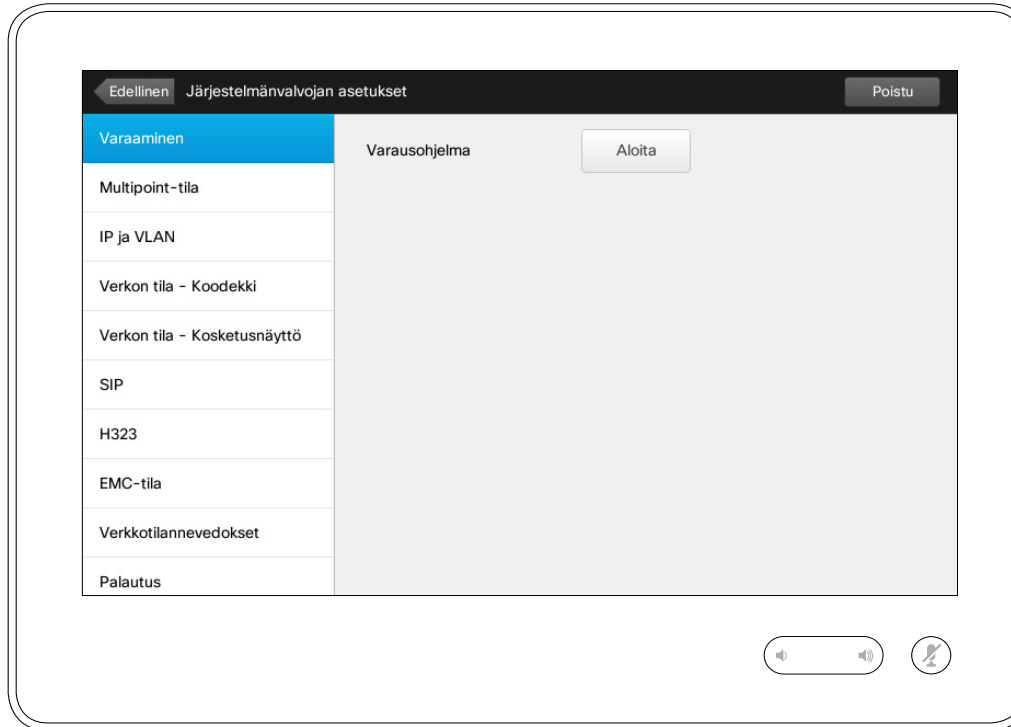 Edellinen Järjestelmänvalvojan asetukset Poistu
Varaaminen
Varausohjelma Aloita
Multipoint-tila
IP ja VLAN
Verkon tila - Koodekki
Verkon tila - Kosketusnäyttö
SIP
H323
EMC-tila
Verkkotilannevedokset
Palautus